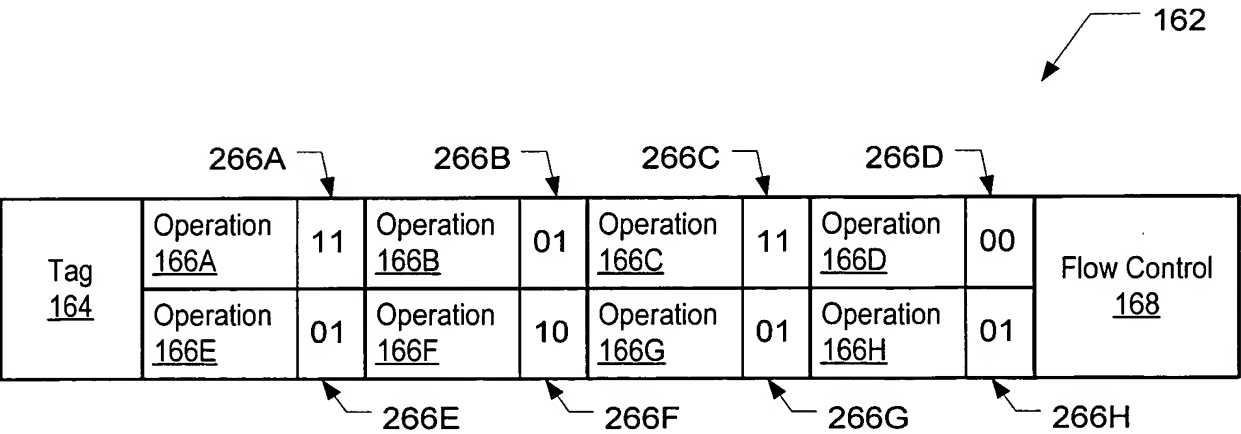 162
266A 266B 266C 266D
Tag
164
Operation
166A
11
Operation
166B
01
Operation
166C
11
Operation
166D
00
Operation
166E
01
Operation
166F
10
Operation
166G
01
Operation
166H
01
Flow Control
168
266E 266F 266G 266H